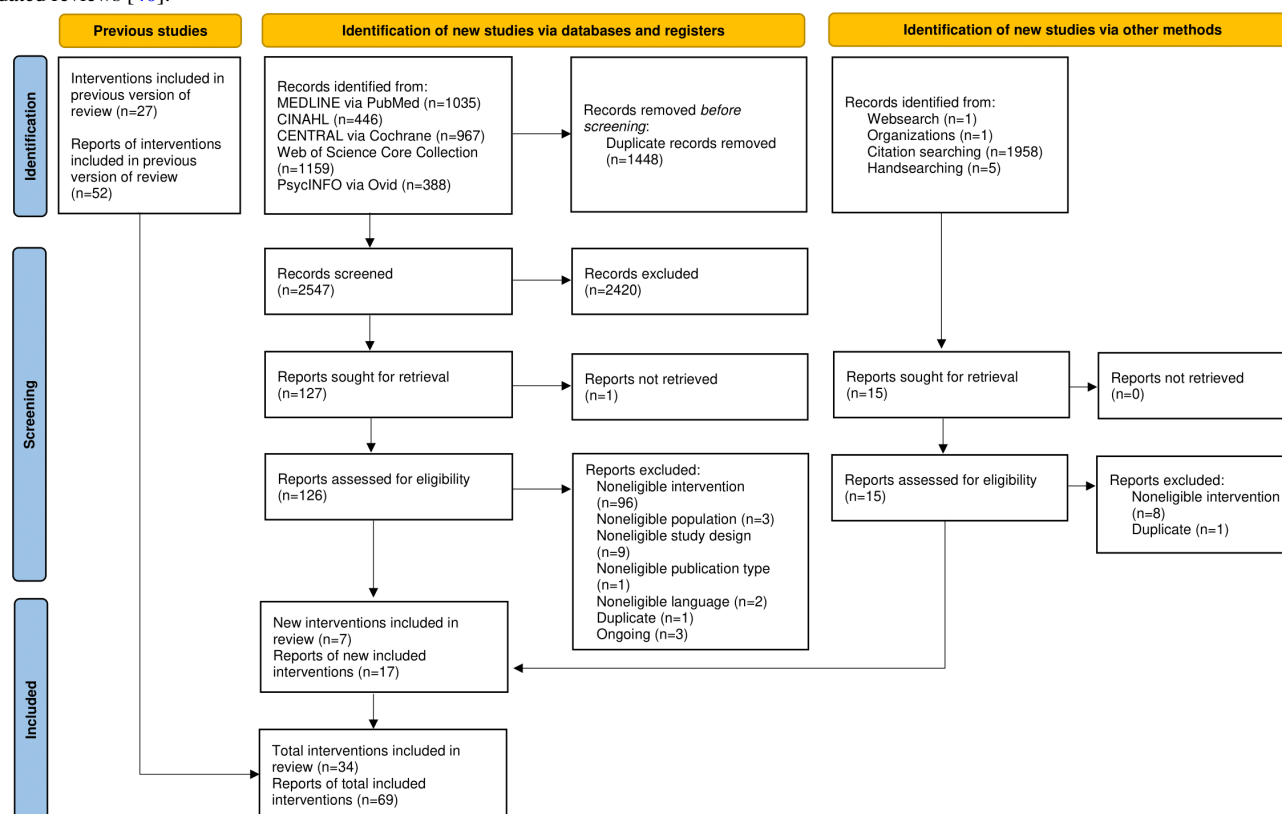 dated reviews [46].
Previous studies
Identification of new studies via databases and registers
Identification of new studies via other methods
Identification
Interventions included in
previous version of
review (n=27)
Reports of interventions
included in previous
version of review
(n=52)
Records identified from:
MEDLINE via PubMed (n=1035)
CINAHL (n=446)
CENTRAL via Cochrane (n=967)
Web of Science Core Collection
(n=1159)
PsycINFO via Ovid (n=388)
Records removed before
screening:
Duplicate records removed
(n=1448)
Records identified from:
Websearch (n=1)
Organizations (n=1)
Citation searching (n=1958)
Handsearching (n=5)
Screening
Records screened
(n=2547)
Records excluded
(n=2420)
Reports sought for retrieval
(n=127)
Reports not retrieved
(n=1)
Reports sought for retrieval
(n=15)
Reports not retrieved
(n=0)
Reports assessed for eligibility
(n=126)
Reports excluded:
Noneligible intervention
(n=96)
Noneligible population (n=3)
Noneligible study design
(n=9)
Noneligible publication type
(n=1)
Noneligible language (n=2)
Duplicate (n=1)
Ongoing (n=3)
Reports assessed for eligibility
(n=15)
Reports excluded:
Noneligible intervention
(n=8)
Duplicate (n=1)
Included
New interventions included in
review (n=7)
Reports of new included
interventions (n=17)
Total interventions included in
review (n=34)
Reports of total included
interventions (n=69)